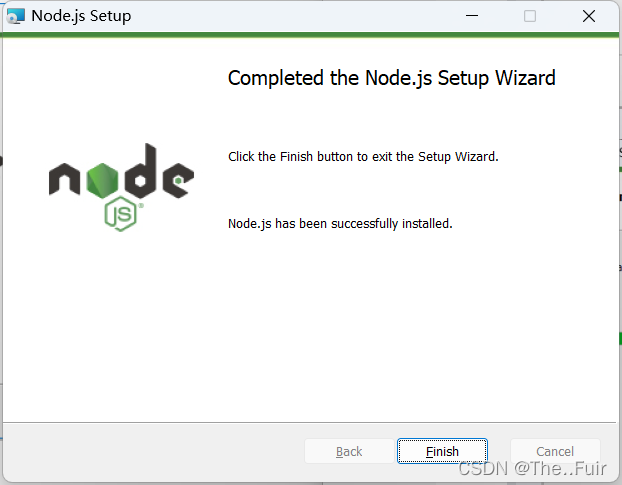 Node.js Setup
Completed the Node.js Setup Wizard
Click the Finish button to exit the Setup Wizard.
node
JS
Node.js has been successfully installed.
Back
Finish
Cancel
CSDN @The..Fuir